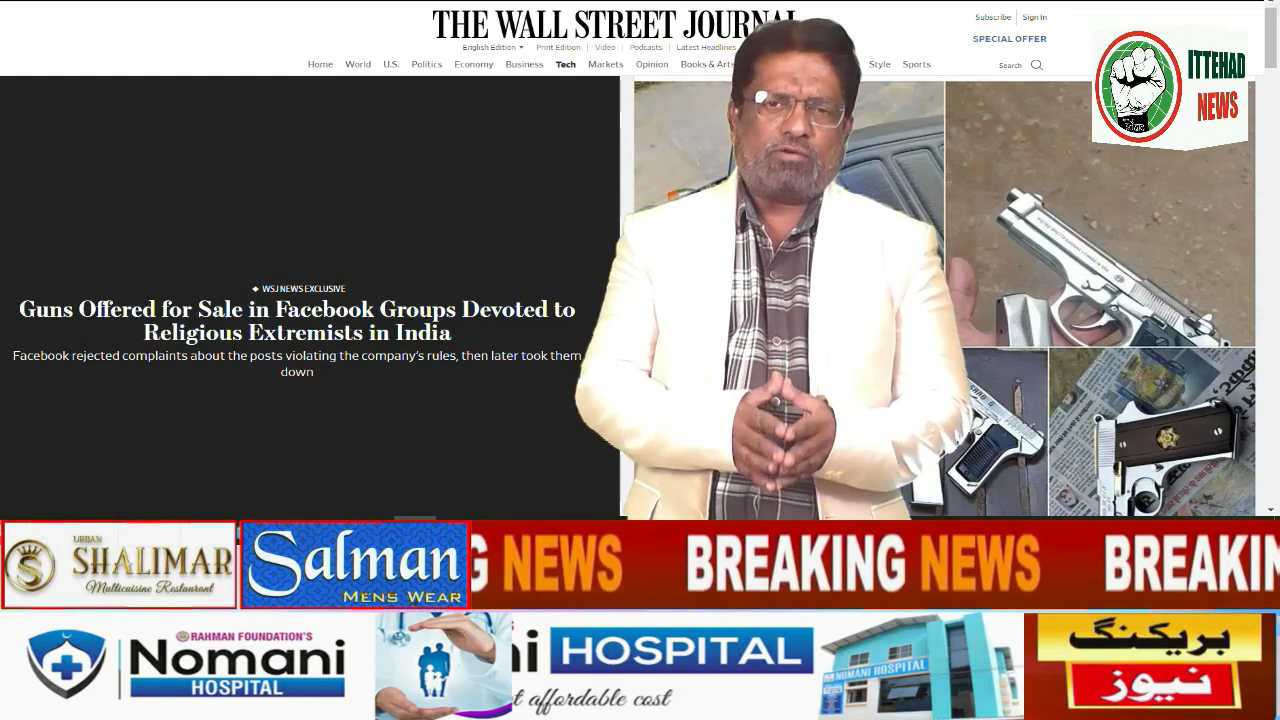 THE WALL STREET JOURNAL
Subscribe | Sign In
English Edition ▾ | Print Edition | Video | Podcasts | Latest Headlines
SPECIAL OFFER
Home World U.S. Politics Economy Business Tech Markets Opinion Books & Arts
Style Sports
Search
ITTEHAD
NEWS
WSJ NEWS EXCLUSIVE
Guns Offered for Sale in Facebook Groups Devoted to
Religious Extremists in India
Facebook rejected complaints about the posts violating the company's rules, then later took them
down
URBAN
SHALIMAR
Multicuisine Restaurant
Salman
MENS WEAR
G NEWS BREAKING NEWS BREAKIN
RAHMAN FOUNDATION'S
Nomani
HOSPITAL
ni HOSPITAL
t affordable cost
NOMANI HOSPITAL
بریکنگ
نیوز